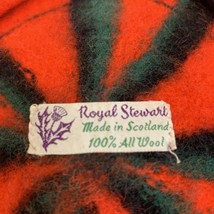 Royal Stewart
Made in Scotland
100% All Wool